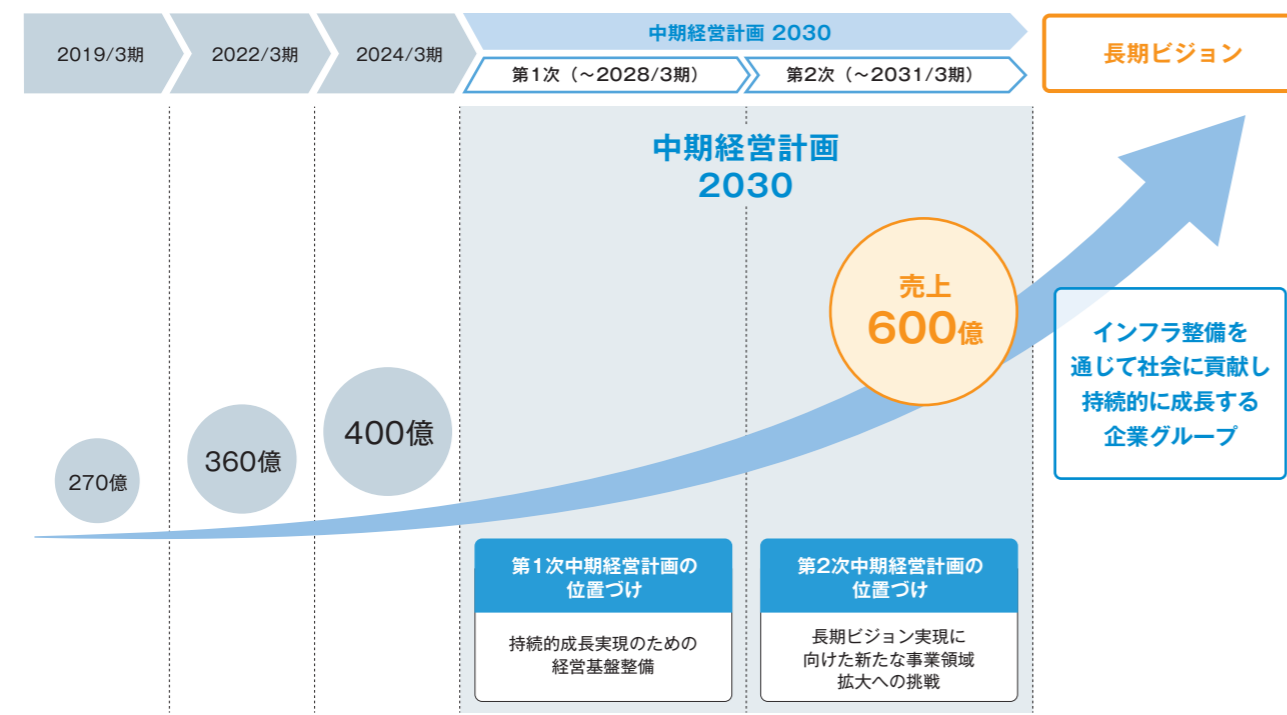 2019/3期
2022/3期
2024/3期
中期経営計画 2030
第1次（～2028/3期）
第2次（～2031/3期）
長期ビジョン
中期経営計画
2030
270億
360億
400億
売上
600億
インフラ整備を
通じて社会に貢献し
持続的に成長する
企業グループ
第1次中期経営計画の
位置づけ
持続的成長実現のための
経営基盤整備
第2次中期経営計画の
位置づけ
長期ビジョン実現に
向けた新たな事業領域
拡大への挑戦